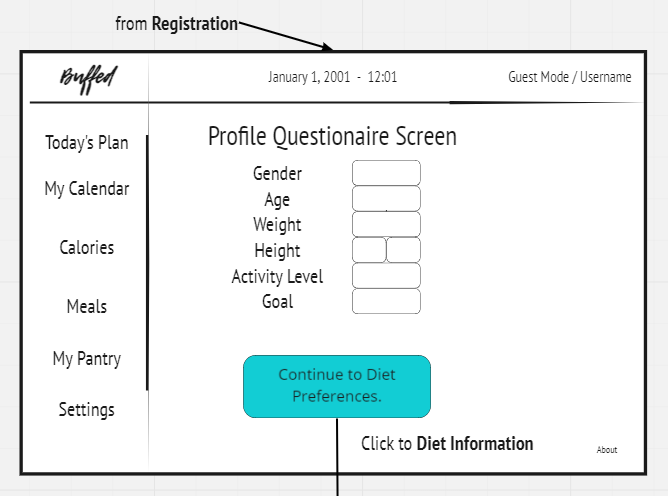 from Registration
Buffed
January 1, 2001 - 12:01
Guest Mode / Username
Today's Plan
My Calendar
Calories
Meals
My Pantry
Settings
Profile Questionaire Screen
Gender
Age
Weight
Height
Activity Level
Goal
Continue to Diet
Preferences.
Click to Diet Information
About